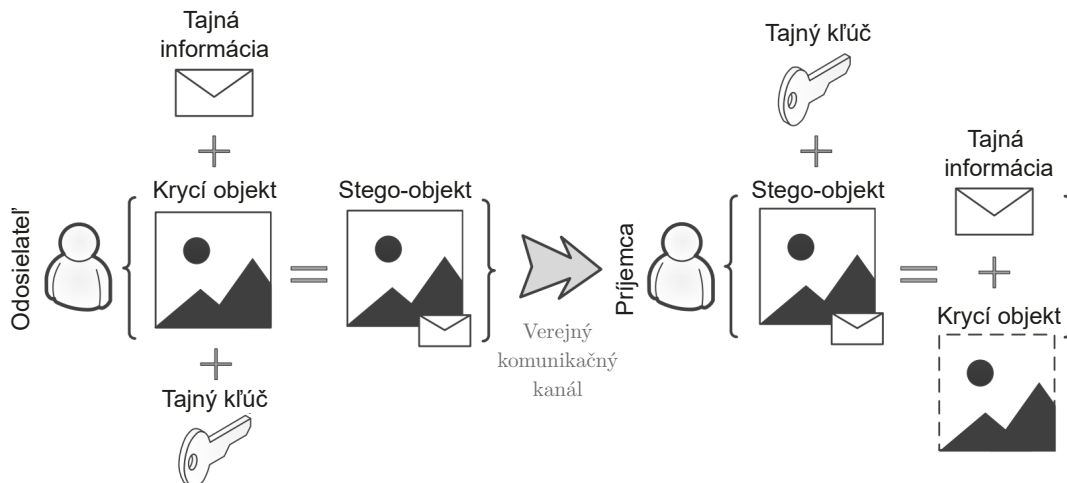 Tajná
informácia
Krycí objekt
Stego-objekt
Odosielateľ
Tajný kľúč
Verejný
komunikačný
kanál
Tajný kľúč
Stego-objekt
Príjemca
Tajná
informácia
Krycí objekt